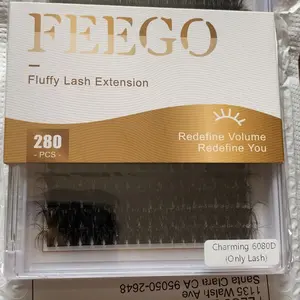 FEEGO
Fluffy Lash Extension
280
- PCS -
Redefine Volume
Redefine You
Charming 6080D
(Only Lash)
1135 Walsh Ave
Santa Clara CA 95050-2648